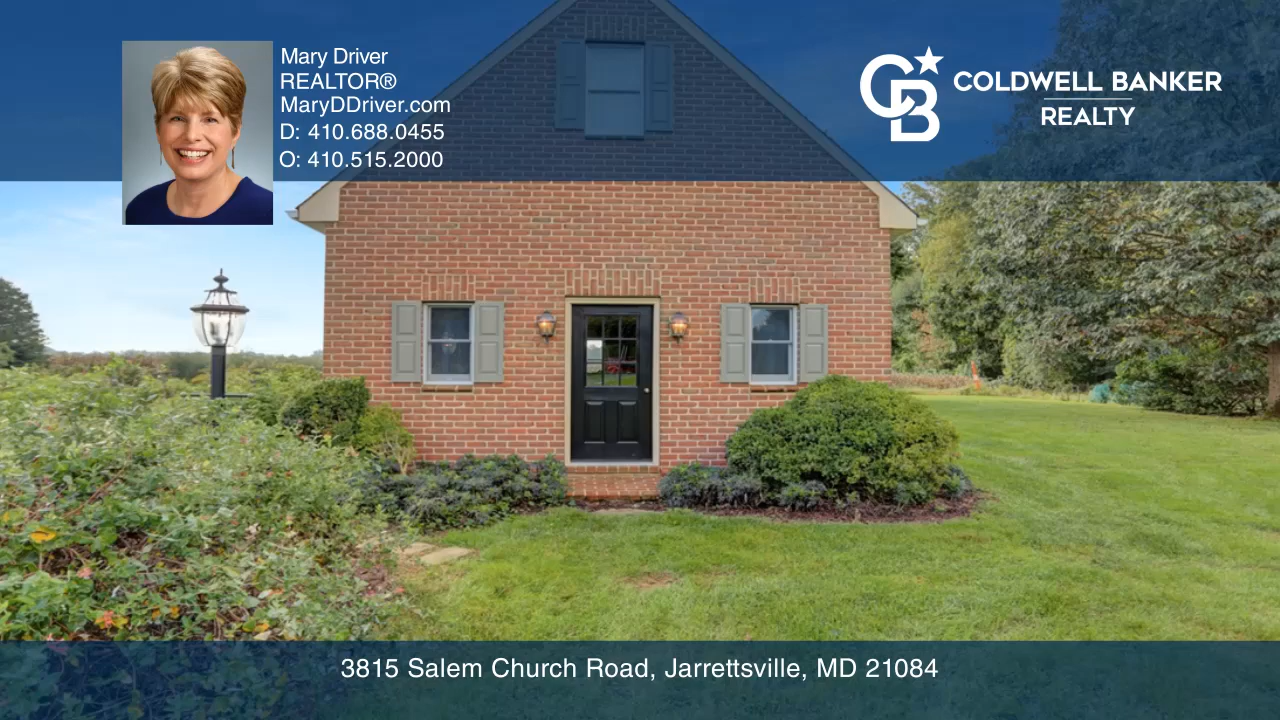 Mary Driver
REALTOR®
MaryDDriver.com
D: 410.688.0455
O: 410.515.2000
CB
COLDWELL BANKER
REALTY
3815 Salem Church Road, Jarrettsville, MD 21084